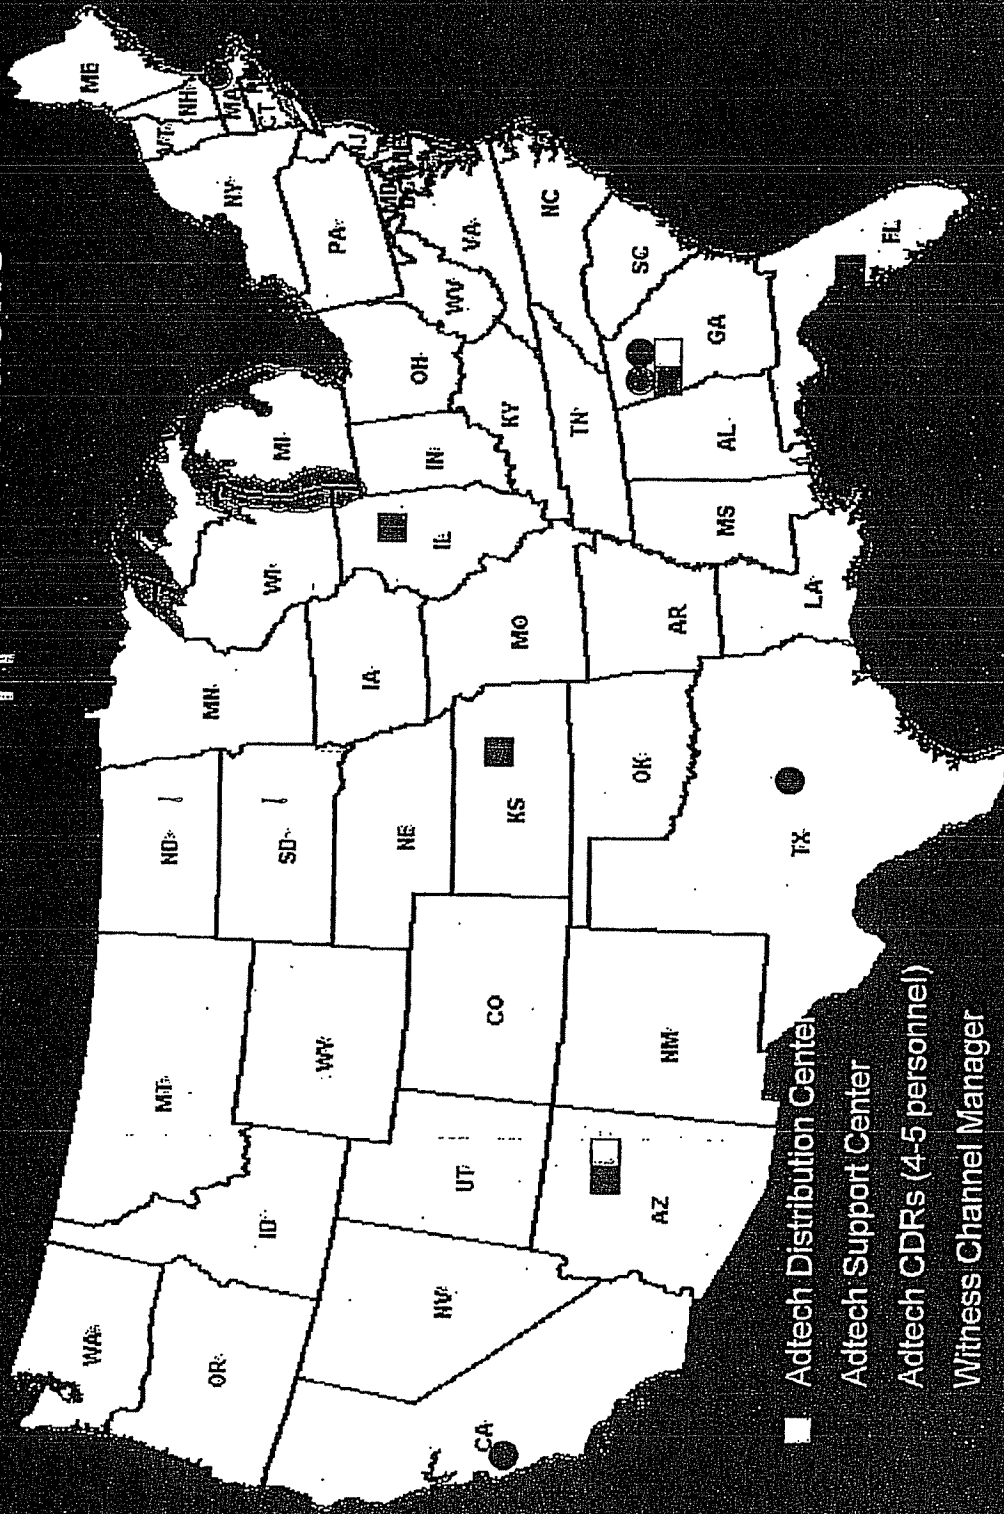 WA
OR
CA
ID
NV
MT
WY
UT
AZ
CO
NM
ND
SD
NE
KS
OK
TX
MN
IA
MO
AR
LA
WI
IL
MI
IN
OH
KY
TN
MS
AL
GA
FL
SC
NC
VA
WV
PA
NY
VT
NH
ME
MA
CT
Adtech Distribution Center
Adtech Support Center
Adtech CDRs (4-5 personnel)
Witness Channel Manager